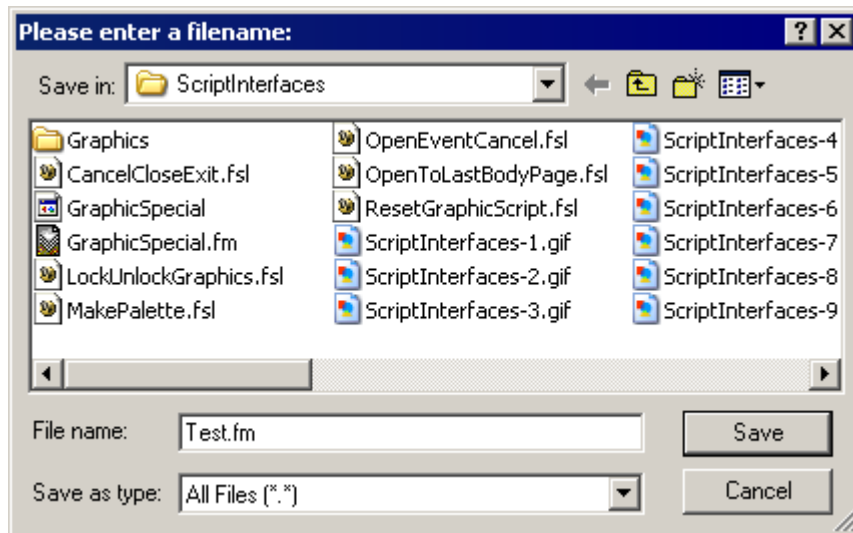 Please enter a filename:
Save in: ScriptInterfaces
Graphics
CancelCloseExit.fsl
GraphicSpecial
GraphicSpecial.fm
LockUnlockGraphics.fsl
MakePalette.fsl
OpenEventCancel.fsl
OpenToLastBodyPage.fsl
ResetGraphicScript.fsl
ScriptInterfaces-1.gif
ScriptInterfaces-2.gif
ScriptInterfaces-3.gif
ScriptInterfaces-4
ScriptInterfaces-5
ScriptInterfaces-6
ScriptInterfaces-7
ScriptInterfaces-8
ScriptInterfaces-9
File name: Test.fm
Save
Save as type: All Files (*.*)
Cancel